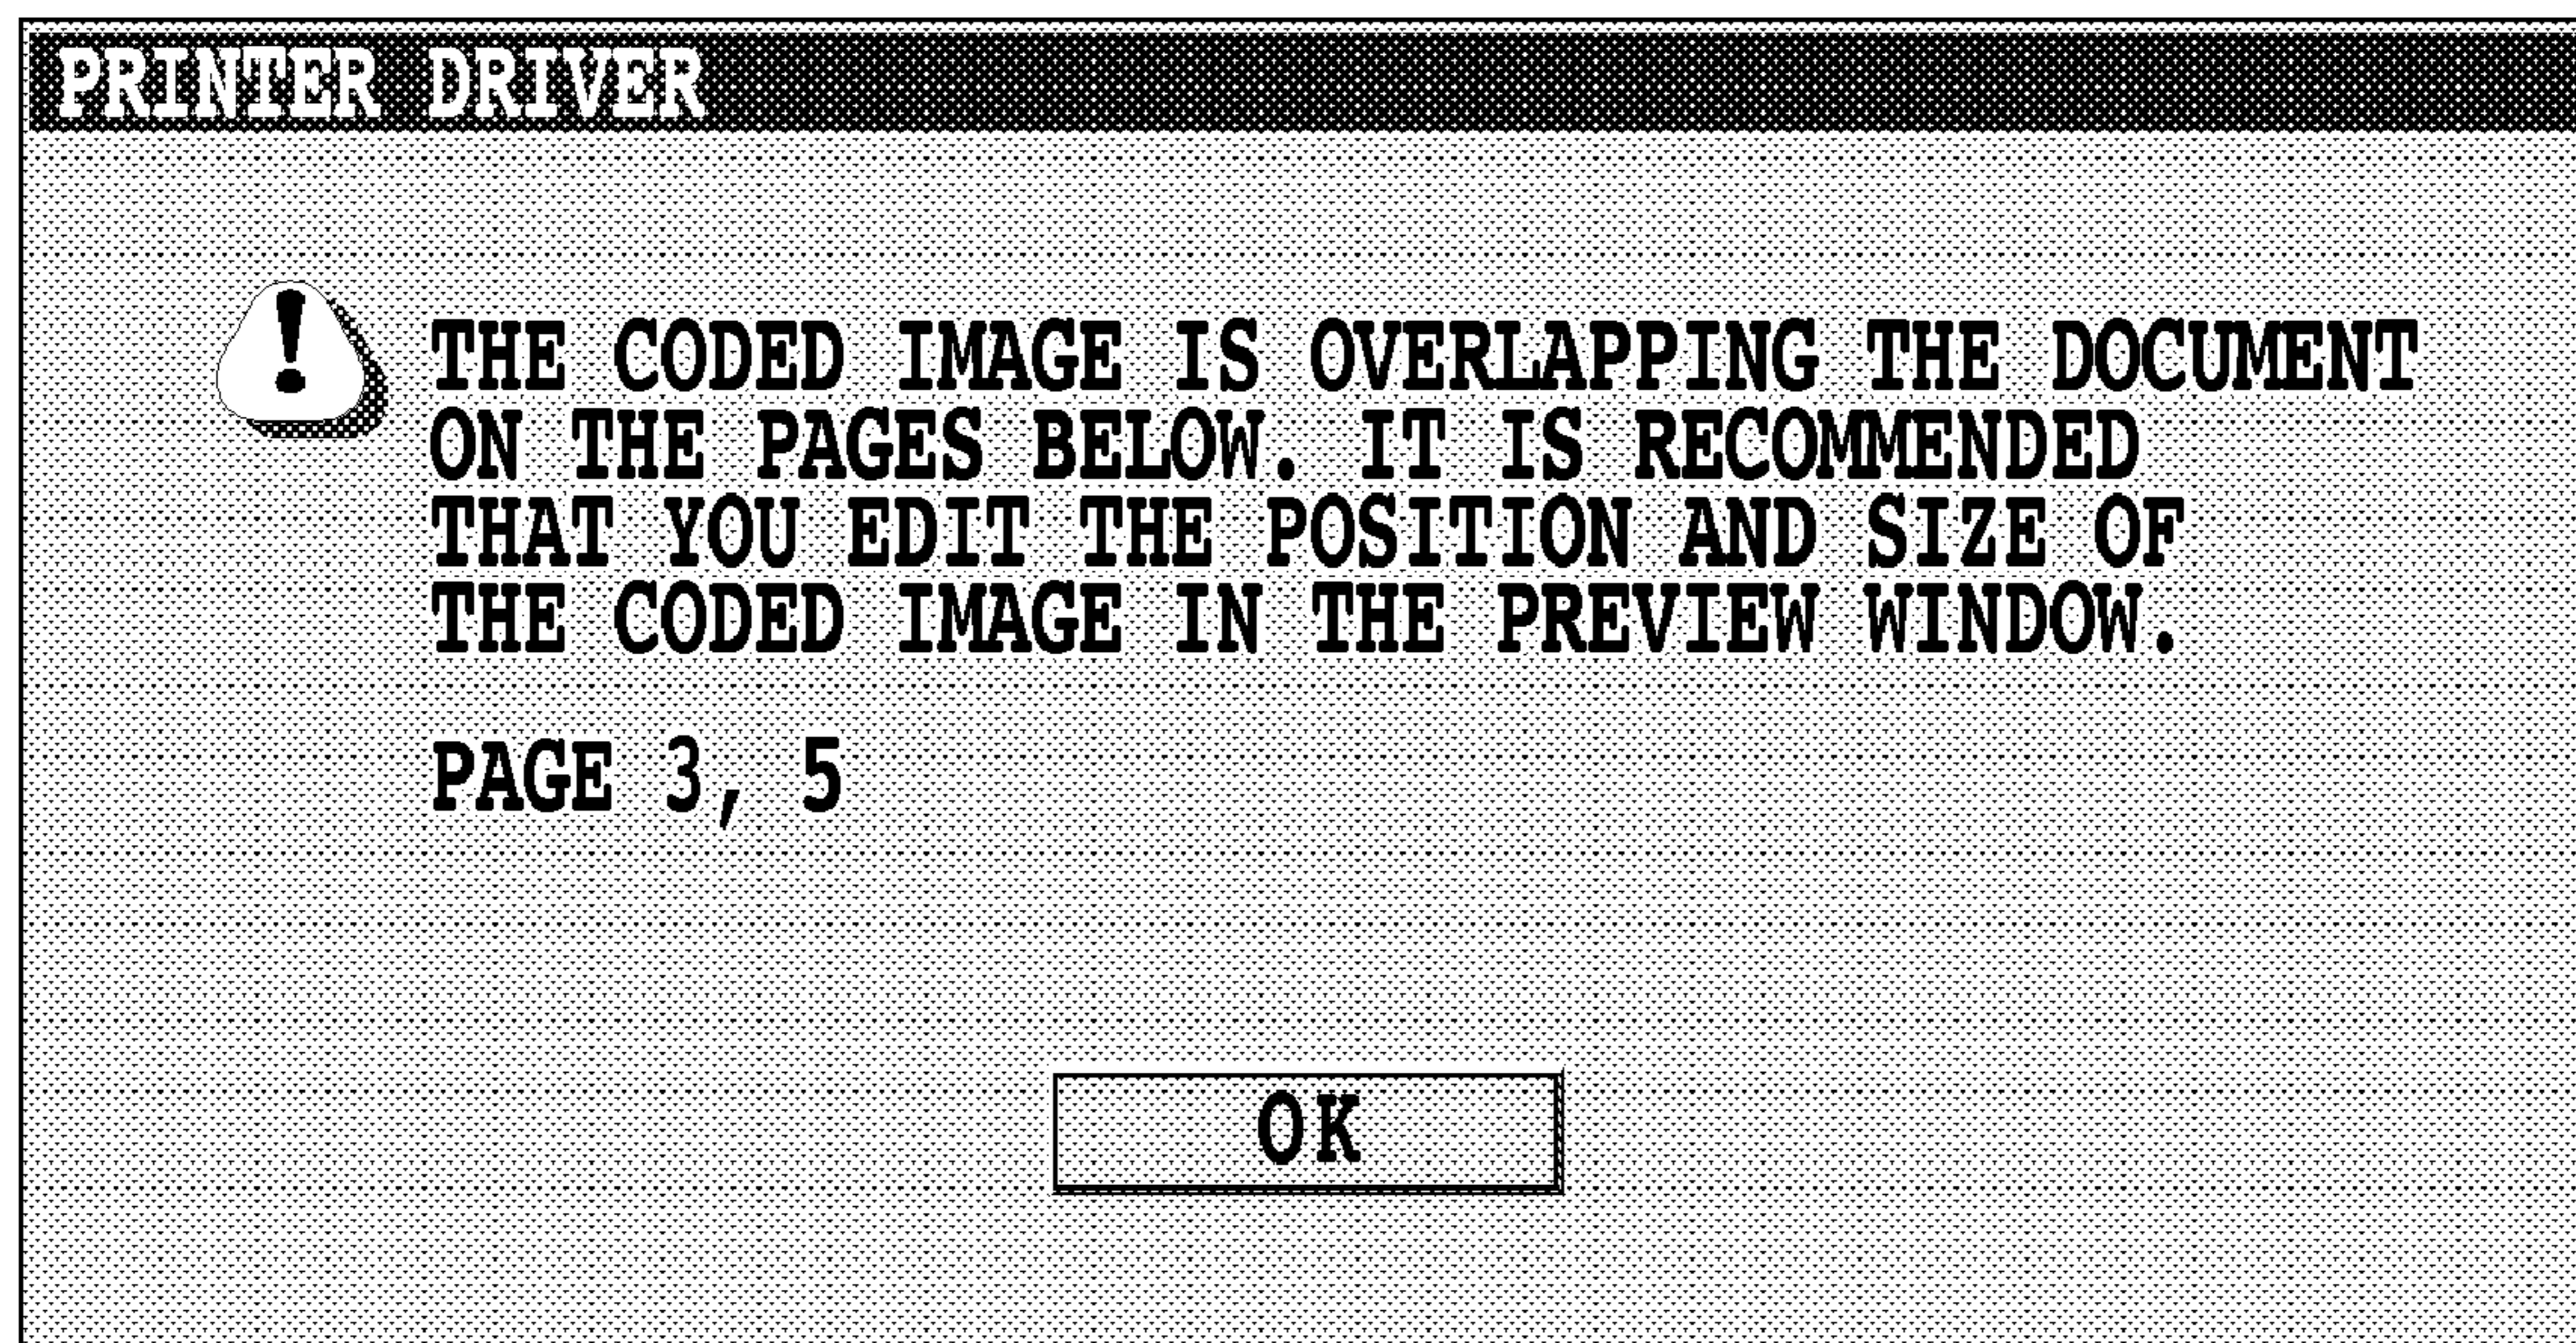 PRINTER DRIVER
THE CODED IMAGE IS OVERLAPPING THE DOCUMENT
ON THE PAGES BELOW. IT IS RECOMMENDED
THAT YOU EDIT THE POSITION AND SIZE OF
THE CODED IMAGE IN THE PREVIEW WINDOW.
PAGE 3, 5
OK